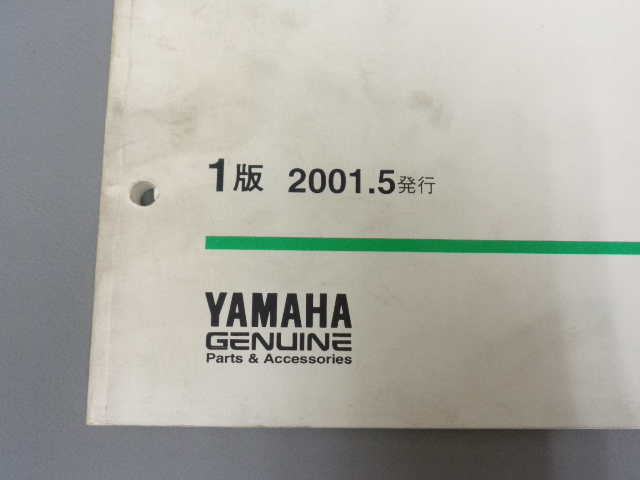 1版 2001.5発行
YAMAHA
GENUINE
Parts & Accessories